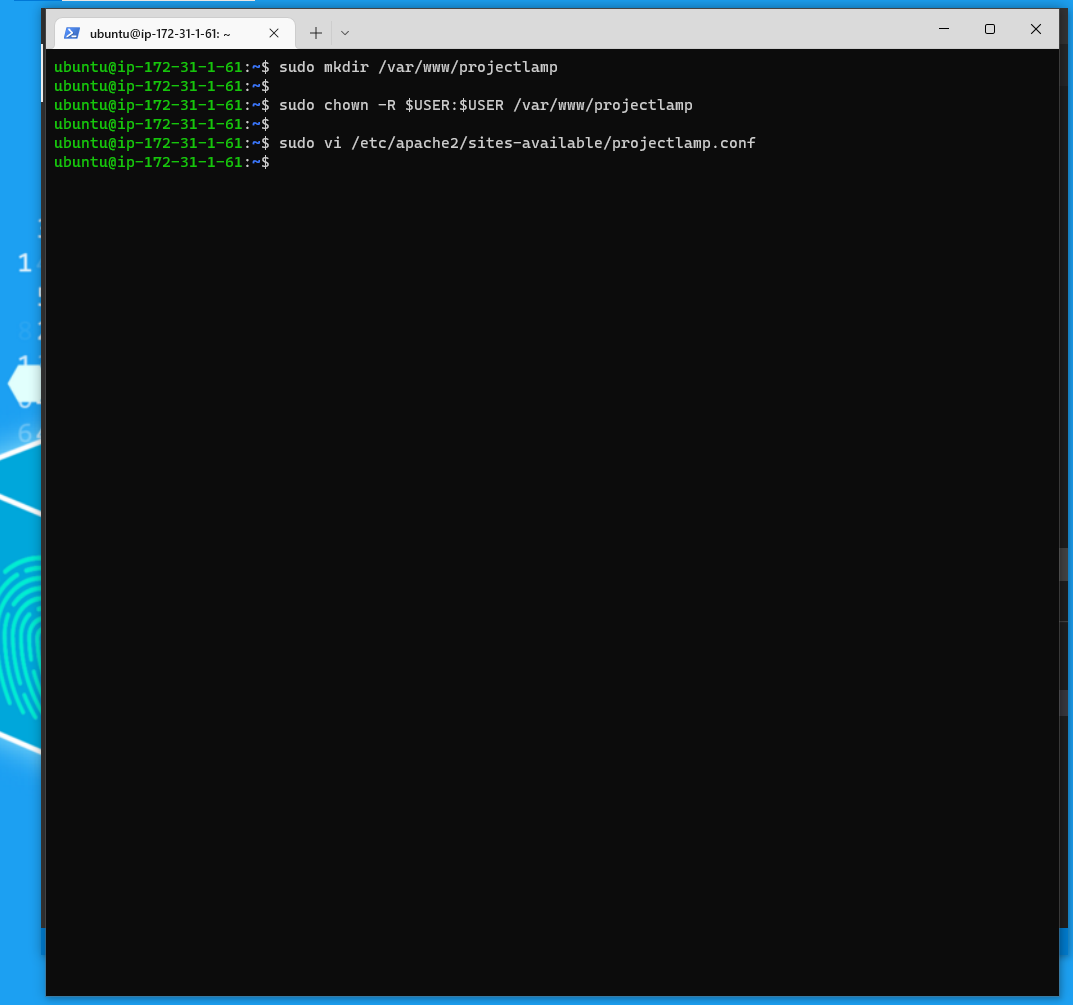 ubuntu@ip-172-31-1-61: ~
ubuntu@ip-172-31-1-61:~$ sudo mkdir /var/www/projectlamp
ubuntu@ip-172-31-1-61:~$
ubuntu@ip-172-31-1-61:~$ sudo chown -R $USER:$USER /var/www/projectlamp
ubuntu@ip-172-31-1-61:~$
ubuntu@ip-172-31-1-61:~$ sudo vi /etc/apache2/sites-available/projectlamp.conf
ubuntu@ip-172-31-1-61:~$